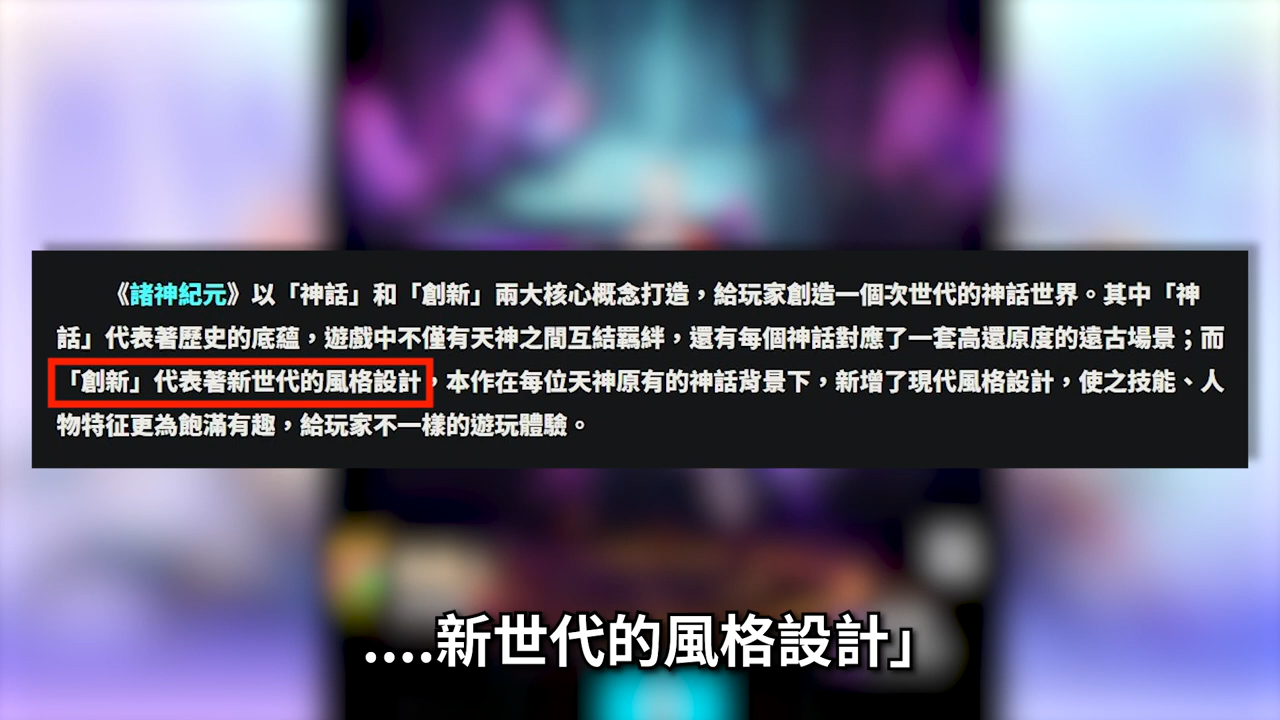 《諸神紀元》以「神話」和「創新」兩大核心概念打造，給玩家創造一個次世代的神話世界。其中「神
話」代表著歷史的底蘊，遊戲中不僅有天神之間互結羈絆，還有每個神話對應了一套高還原度的遠古場景；而
「創新」代表著新世代的風格設計，本作在每位天神原有的神話背景下，新增了現代風格設計，使之技能、人
物特征更為飽滿有趣，給玩家不一樣的遊玩體驗。
....新世代的風格設計」